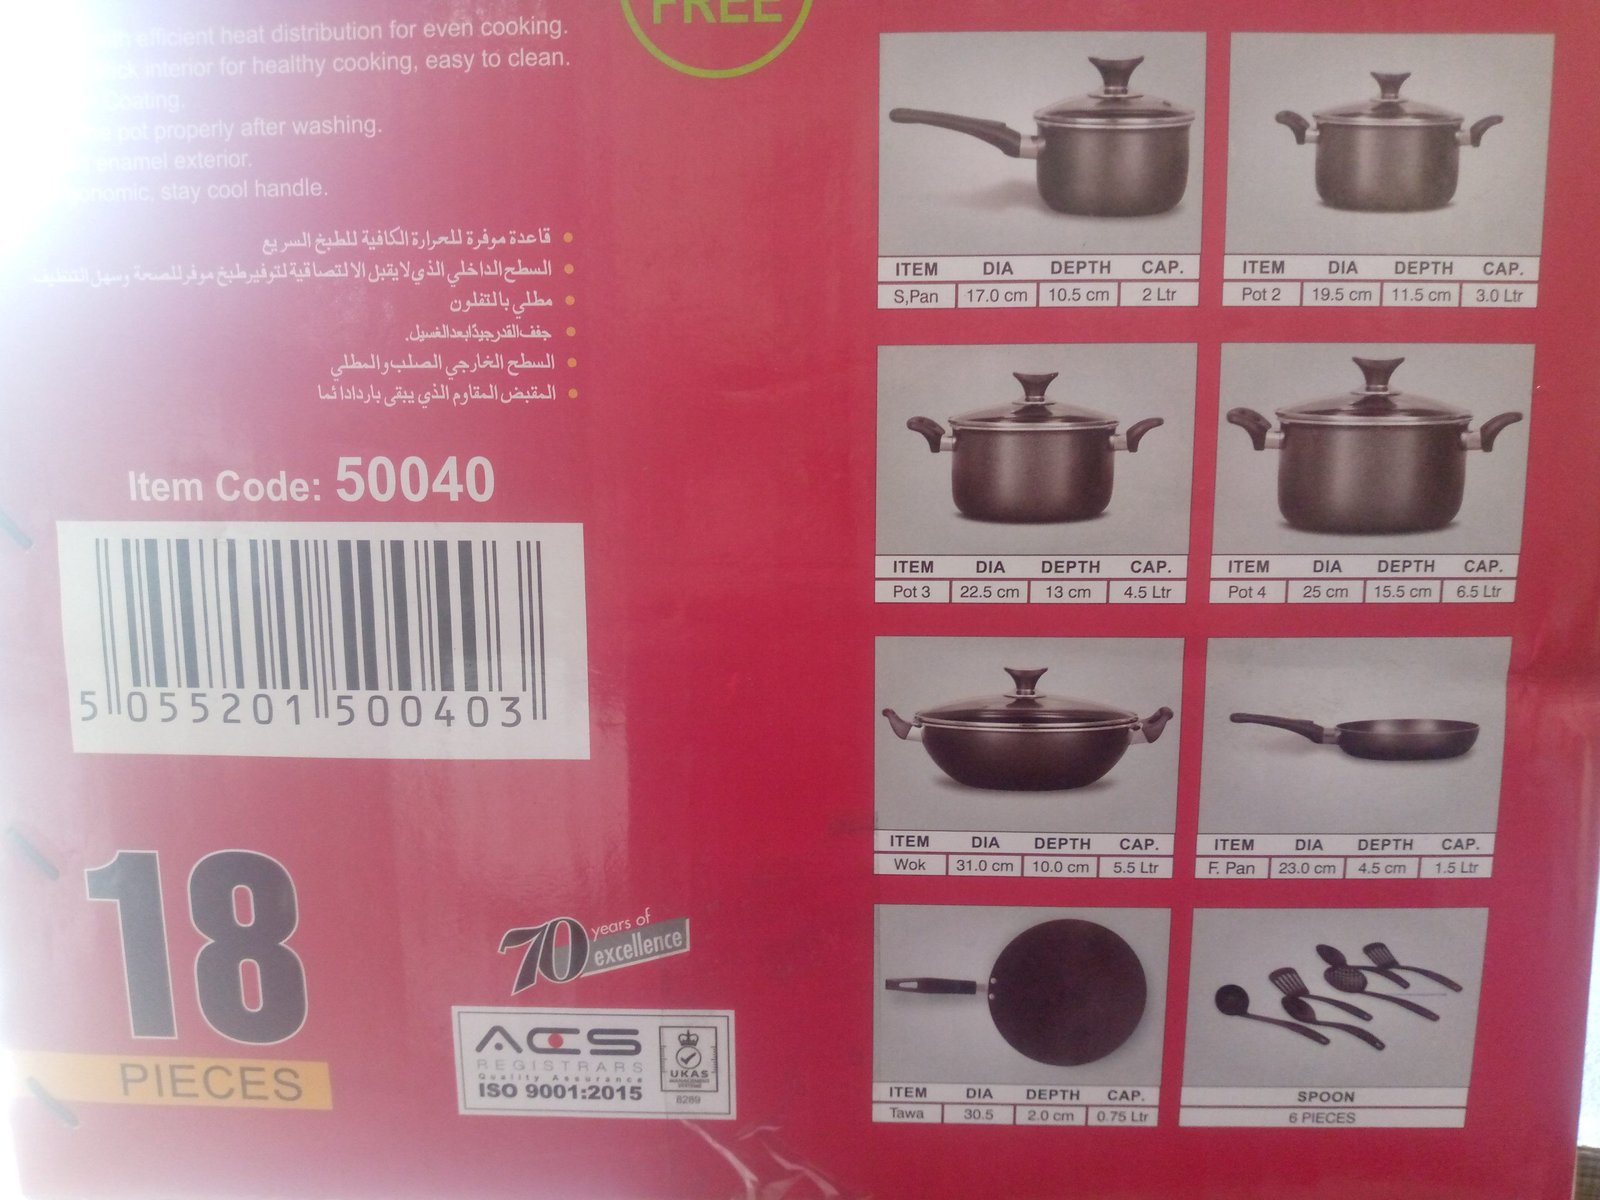 FREE
efficient heat distribution for even cooking.
interior for healthy cooking, easy to clean.
Coating.
pot properly after washing.
enamel exterior.
stay cool handle.
قاعدة موفرة للحرارة الكافية للطبخ السريع
السطح الداخلي الذي لا يقبل الالتصاقية لتوفير طبخ موفر للصحة وسهل التنظيف
مطلي بالتفلون
جفف القدر جيدًا بعد الغسيل.
السطح الخارجي الصلب والمطلي
المقبض المقاوم الذي يبقى باردادائما
Item Code: 50040
5 055201 500403
18
PIECES
70 years of
excellence
ACS
REGISTRARS
Quality Assurance
ISO 9001:2015
UKAS
MANAGEMENT
SYSTEMS
8289
ITEM DIA DEPTH CAP.
S,Pan 17.0 cm 10.5 cm 2 Ltr
ITEM DIA DEPTH CAP.
Pot 2 19.5 cm 11.5 cm 3.0 Ltr
ITEM DIA DEPTH CAP.
Pot 3 22.5 cm 13 cm 4.5 Ltr
ITEM DIA DEPTH CAP.
Pot 4 25 cm 15.5 cm 6.5 Ltr
ITEM DIA DEPTH CAP.
Wok 31.0 cm 10.0 cm 5.5 Ltr
ITEM DIA DEPTH CAP.
F. Pan 23.0 cm 4.5 cm 1.5 Ltr
ITEM DIA DEPTH CAP.
Tawa 30.5 2.0 cm 0.75 Ltr
SPOON
6 PIECES